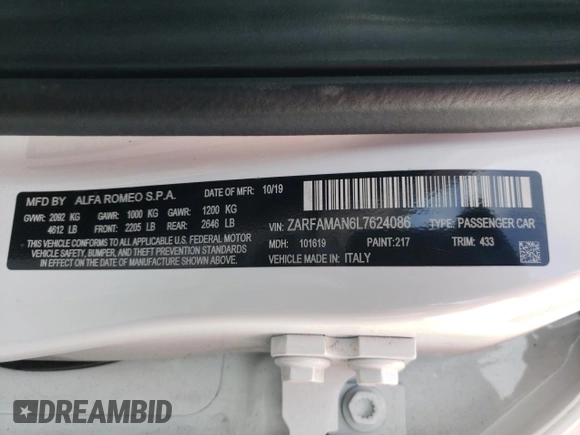 MFD BY ALFA ROMEO S.P.A. DATE OF MFR: 10/19
GVWR: 2092 KG GAWR: 1000 KG GAWR: 1200 KG
4612 LB FRONT: 2205 LB REAR: 2646 LB
THIS VEHICLE CONFORMS TO ALL APPLICABLE U.S. FEDERAL MOTOR
VEHICLE SAFETY, BUMPER, AND THEFT PREVENTION STANDARDS
IN EFFECT ON THE DATE OF MANUFACTURE SHOWN ABOVE.
VIN: ZARFAMAN6L7624086 TYPE: PASSENGER CAR
MDH: 101619 PAINT: 217 TRIM: 433
VEHICLE MADE IN: ITALY
DREAMBID